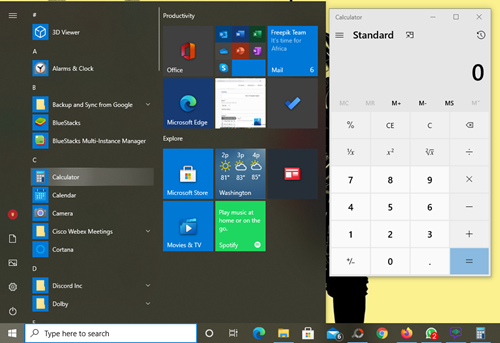 #
3D Viewer
A
Alarms & Clock
B
Backup and Sync from Google
BlueStacks
BlueStacks Multi-Instance Manager
C
Calculator
Calendar
Camera
Cisco Webex Meetings
Cortana
D
Discord Inc
Dolby
Productivity
Office
Freepik Team
It's time for
Africa
Mail 6
Microsoft Edge
Explore
Microsoft Store
2p 3p 4p
81° 83° 83°
Washington
Movies & TV
Play music at
home or on the
go.
Spotify
Calculator
Standard
0
MC MR M+ M- MS
% CE C
¹/x x² ²√x ÷
7 8 9 ×
4 5 6 −
1 2 3 +
+/− 0 . =
Type here to search
6
2